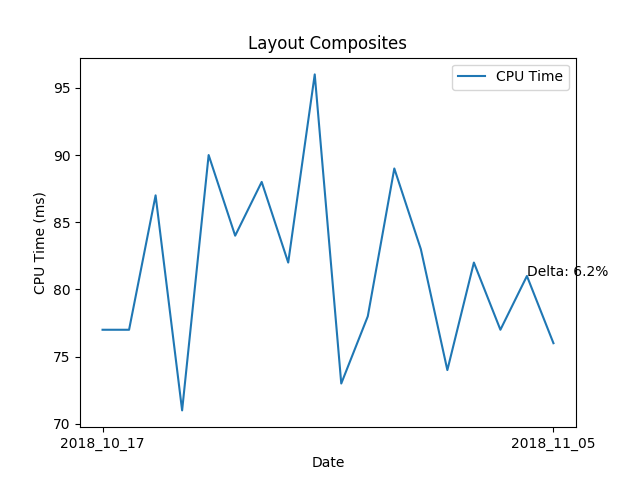 Layout Composites
CPU Time
95
90
85
80
75
70
CPU Time (ms)
Delta: 6.2%
2018_10_17
2018_11_05
Date